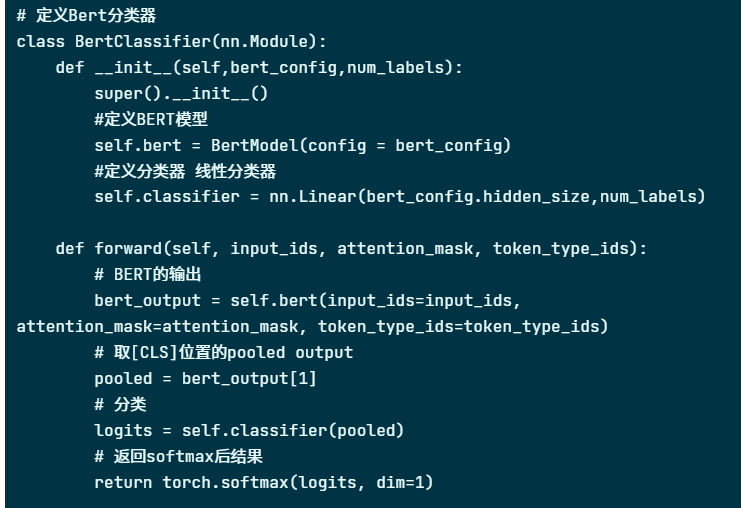 # 定义Bert分类器
class BertClassifier(nn.Module):
    def __init__(self,bert_config,num_labels):
        super().__init__()
        #定义BERT模型
        self.bert = BertModel(config = bert_config)
        #定义分类器 线性分类器
        self.classifier = nn.Linear(bert_config.hidden_size,num_labels)

    def forward(self, input_ids, attention_mask, token_type_ids):
        # BERT的输出
        bert_output = self.bert(input_ids=input_ids,
attention_mask=attention_mask, token_type_ids=token_type_ids)
        # 取[CLS]位置的pooled output
        pooled = bert_output[1]
        # 分类
        logits = self.classifier(pooled)
        # 返回softmax后结果
        return torch.softmax(logits, dim=1)